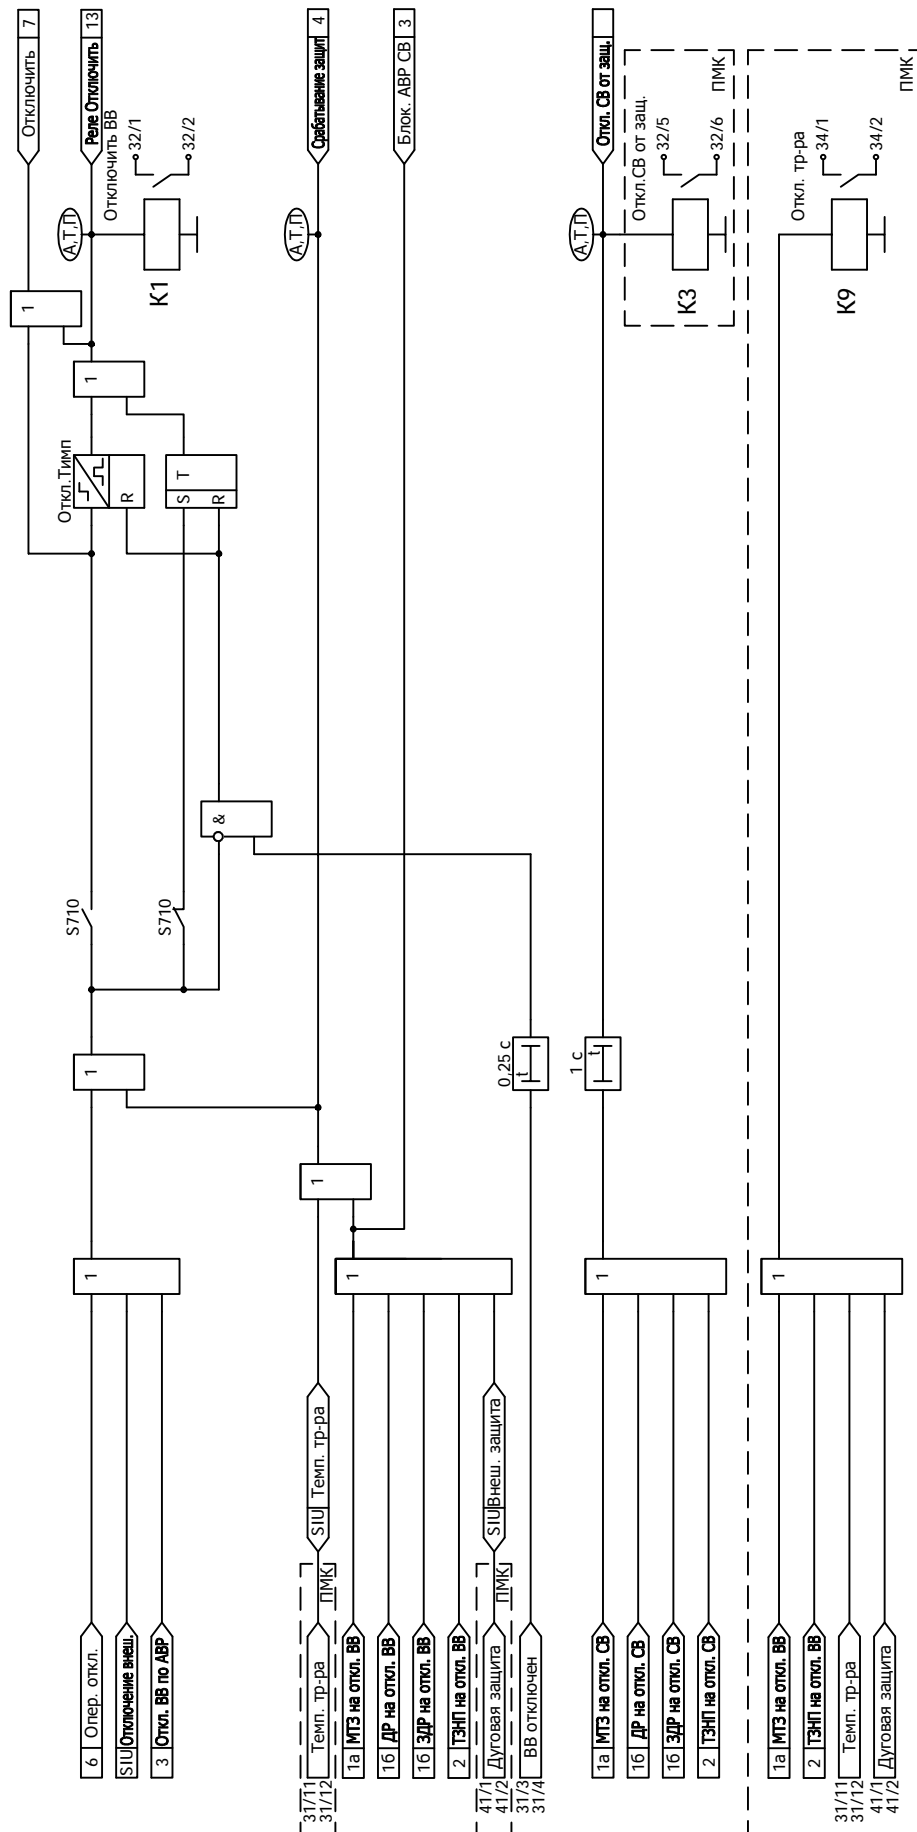 6 Опер. откл.
SIU Отключение внеш.
3 Откл. ВВ по АВР
1
1
S710
S710
&
Откл.Тимп
R
S T
R
1
1
Отключить 7
А,Т,П
Реле Отключить 13
Отключить ВВ
32/1
32/2
К1
31/11
31/12
Темп. тр-ра
ПМК
SIU Темп. тр-ра
1а МТЗ на откл. ВВ
1б ДР на откл. ВВ
1б ЗДР на откл. ВВ
2 ТЗНП на откл. ВВ
41/1
41/2
Дуговая защита
ПМК
SIU Внеш. защита
31/3
31/4
ВВ отключен
1
1
0,25 с
t
А,Т,П
Срабатывание защит 4
Блок. АВР СВ 3
1а МТЗ на откл. СВ
1б ДР на откл. СВ
1б ЗДР на откл. СВ
2 ТЗНП на откл. СВ
1
1 с
t
А,Т,П
Откл. СВ от защ.
Откл.СВ от защ.
32/5
32/6
К3
ПМК
1а МТЗ на откл. ВВ
2 ТЗНП на откл. ВВ
31/11
31/12
Темп. тр-ра
41/1
41/2
Дуговая защита
1
Откл. тр-ра
34/1
34/2
К9
ПМК